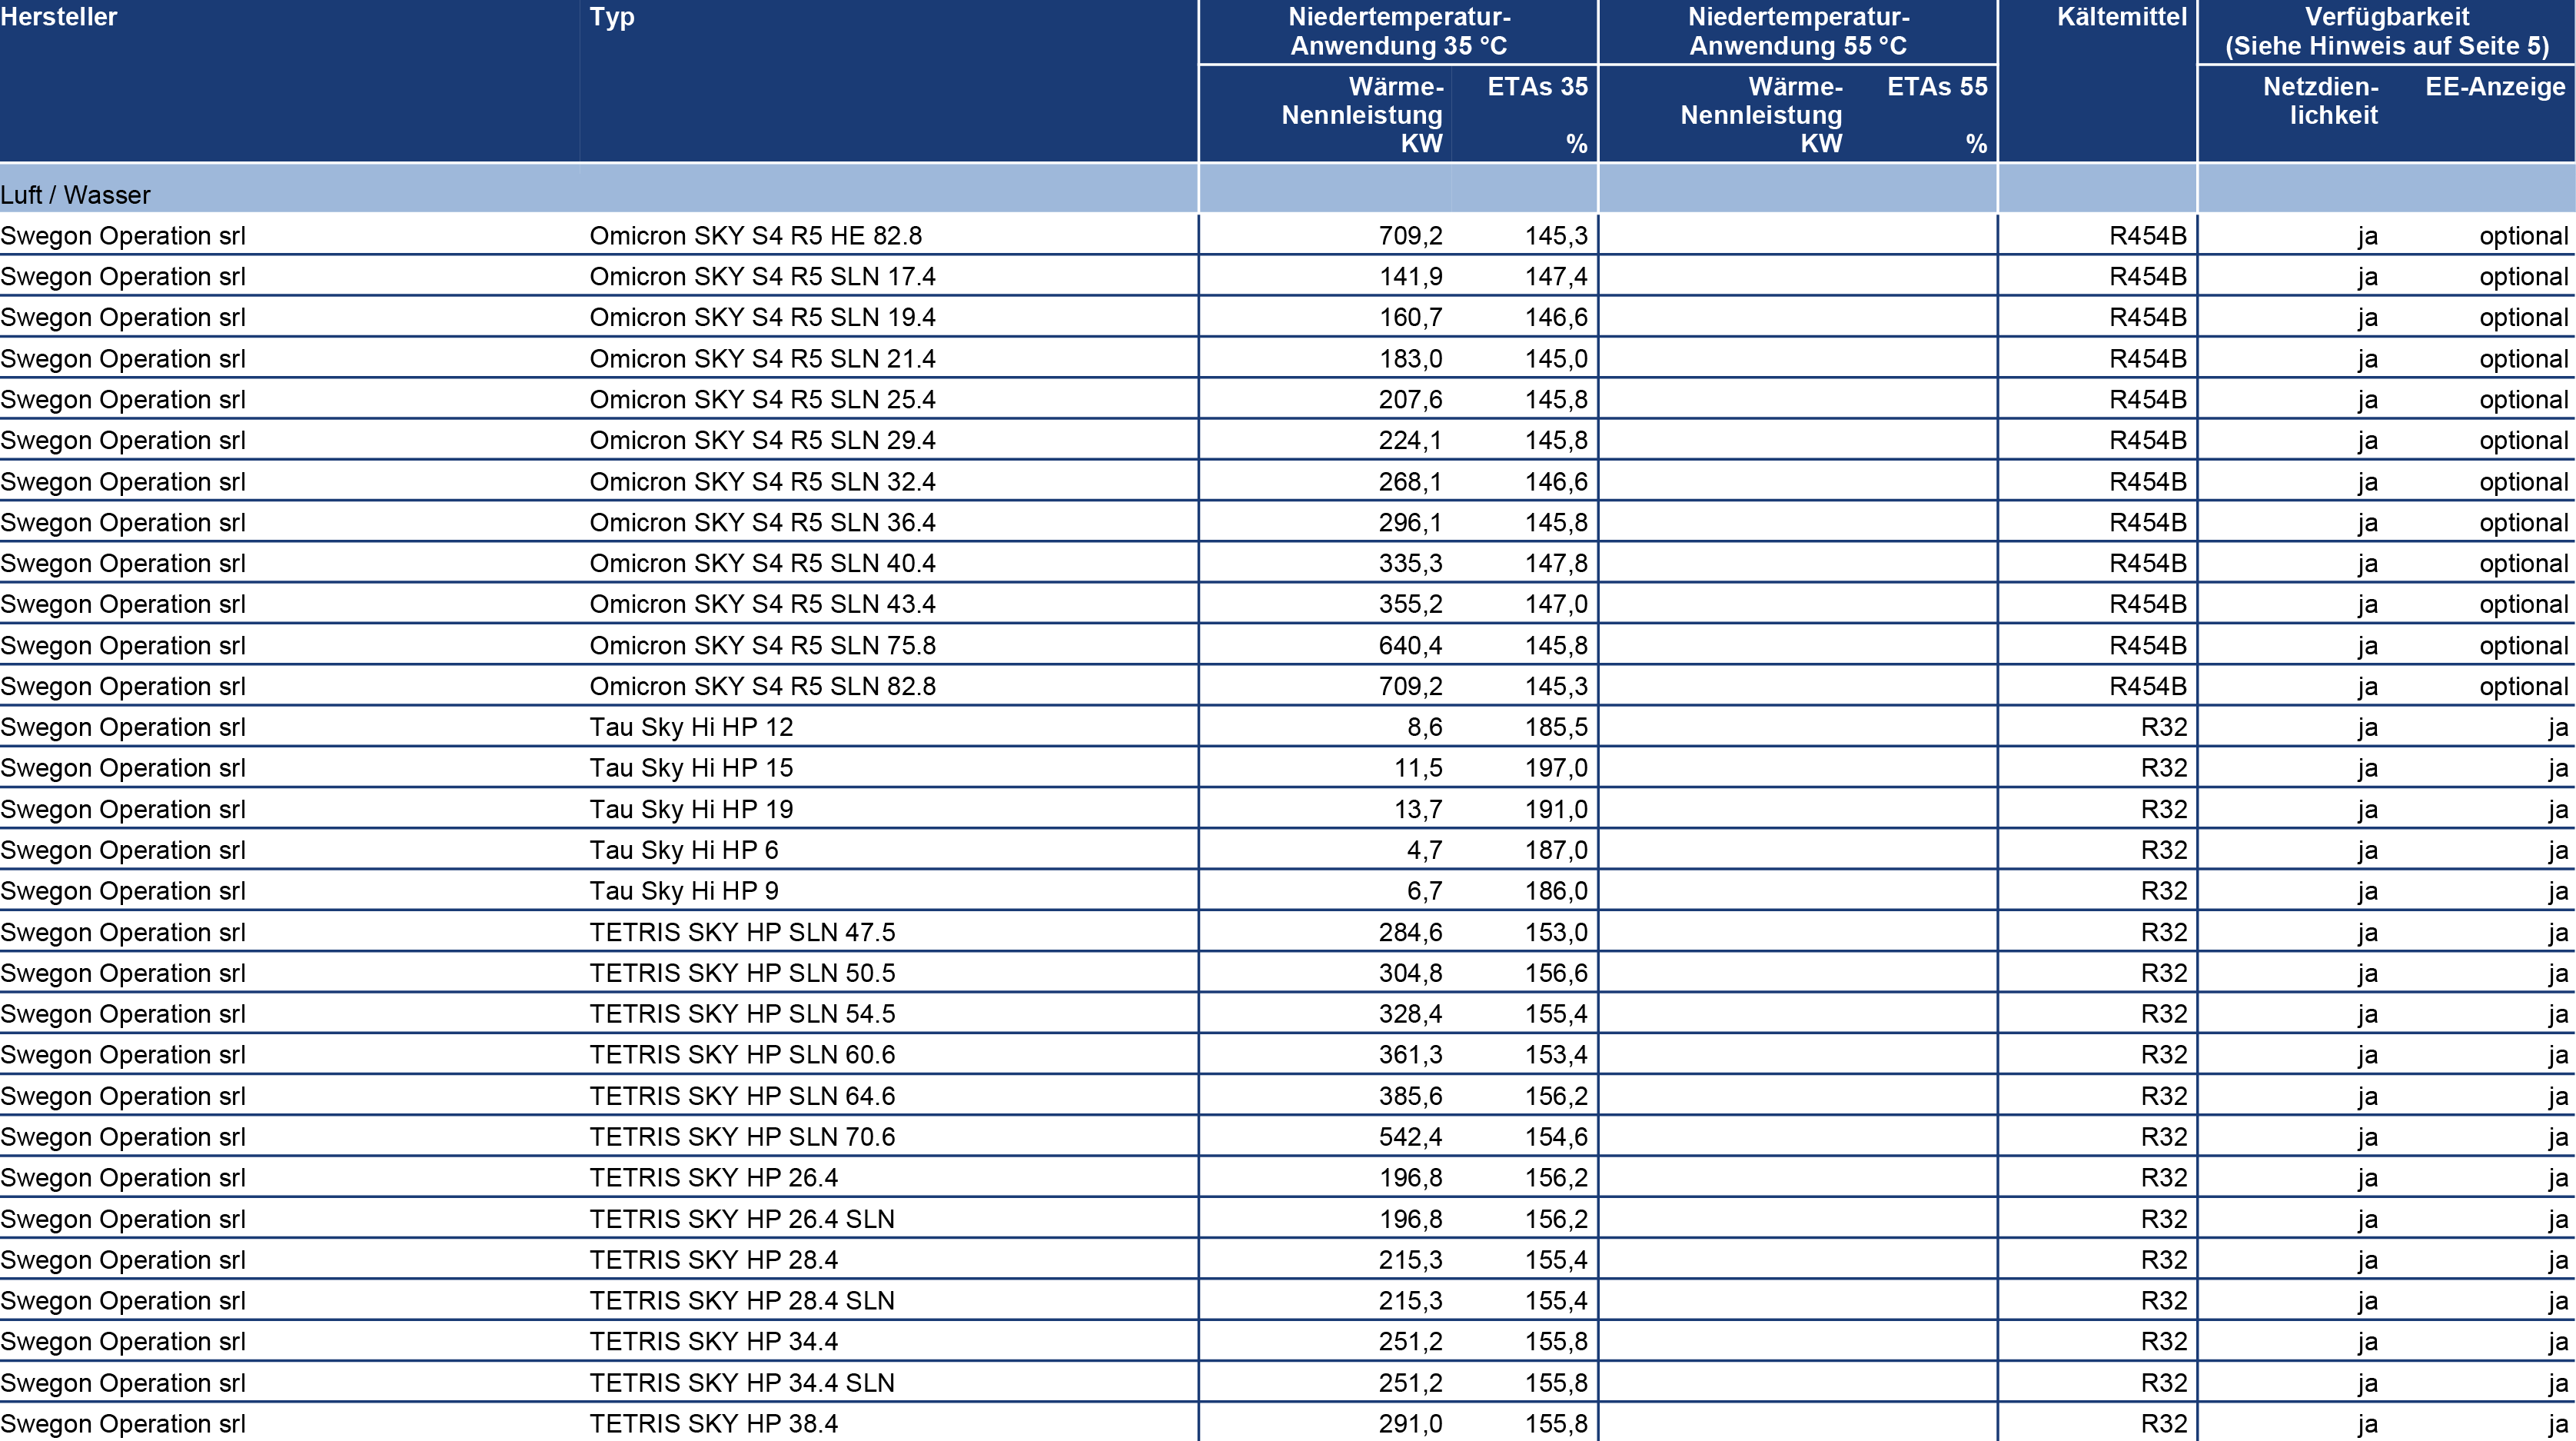 Hersteller Typ Niedertemperatur- Niedertemperatur- Kältemittel Verfügbarkeit
Anwendung 35 °C Anwendung 55 °C (Siehe Hinweis auf Seite 5)
Wärme- ETAs 35 Wärme- ETAs 55 Netzdien- EE-Anzeige
Nennleistung Nennleistung lichkeit
KW % KW %
Luft / Wasser
Swegon Operation srl Omicron SKY S4 R5 HE 82.8 709,2 145,3 R454B ja optional
Swegon Operation srl Omicron SKY S4 R5 SLN 17.4 141,9 147,4 R454B ja optional
Swegon Operation srl Omicron SKY S4 R5 SLN 19.4 160,7 146,6 R454B ja optional
Swegon Operation srl Omicron SKY S4 R5 SLN 21.4 183,0 145,0 R454B ja optional
Swegon Operation srl Omicron SKY S4 R5 SLN 25.4 207,6 145,8 R454B ja optional
Swegon Operation srl Omicron SKY S4 R5 SLN 29.4 224,1 145,8 R454B ja optional
Swegon Operation srl Omicron SKY S4 R5 SLN 32.4 268,1 146,6 R454B ja optional
Swegon Operation srl Omicron SKY S4 R5 SLN 36.4 296,1 145,8 R454B ja optional
Swegon Operation srl Omicron SKY S4 R5 SLN 40.4 335,3 147,8 R454B ja optional
Swegon Operation srl Omicron SKY S4 R5 SLN 43.4 355,2 147,0 R454B ja optional
Swegon Operation srl Omicron SKY S4 R5 SLN 75.8 640,4 145,8 R454B ja optional
Swegon Operation srl Omicron SKY S4 R5 SLN 82.8 709,2 145,3 R454B ja optional
Swegon Operation srl Tau Sky Hi HP 12 8,6 185,5 R32 ja ja
Swegon Operation srl Tau Sky Hi HP 15 11,5 197,0 R32 ja ja
Swegon Operation srl Tau Sky Hi HP 19 13,7 191,0 R32 ja ja
Swegon Operation srl Tau Sky Hi HP 6 4,7 187,0 R32 ja ja
Swegon Operation srl Tau Sky Hi HP 9 6,7 186,0 R32 ja ja
Swegon Operation srl TETRIS SKY HP SLN 47.5 284,6 153,0 R32 ja ja
Swegon Operation srl TETRIS SKY HP SLN 50.5 304,8 156,6 R32 ja ja
Swegon Operation srl TETRIS SKY HP SLN 54.5 328,4 155,4 R32 ja ja
Swegon Operation srl TETRIS SKY HP SLN 60.6 361,3 153,4 R32 ja ja
Swegon Operation srl TETRIS SKY HP SLN 64.6 385,6 156,2 R32 ja ja
Swegon Operation srl TETRIS SKY HP SLN 70.6 542,4 154,6 R32 ja ja
Swegon Operation srl TETRIS SKY HP 26.4 196,8 156,2 R32 ja ja
Swegon Operation srl TETRIS SKY HP 26.4 SLN 196,8 156,2 R32 ja ja
Swegon Operation srl TETRIS SKY HP 28.4 215,3 155,4 R32 ja ja
Swegon Operation srl TETRIS SKY HP 28.4 SLN 215,3 155,4 R32 ja ja
Swegon Operation srl TETRIS SKY HP 34.4 251,2 155,8 R32 ja ja
Swegon Operation srl TETRIS SKY HP 34.4 SLN 251,2 155,8 R32 ja ja
Swegon Operation srl TETRIS SKY HP 38.4 291,0 155,8 R32 ja ja